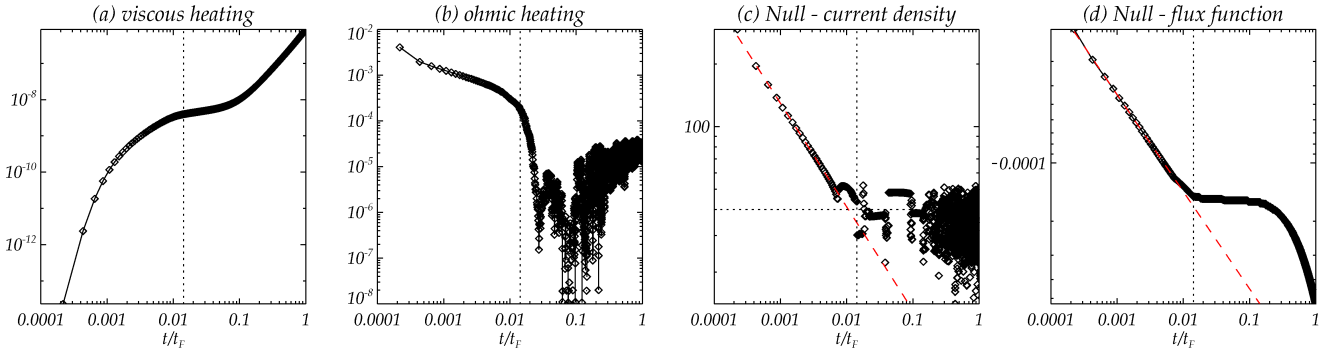 (a) viscous heating
10⁻⁸
10⁻¹⁰
10⁻¹²
0.0001 0.001 0.01 0.1 1
t/t_F
(b) ohmic heating
10⁻²
10⁻³
10⁻⁴
10⁻⁵
10⁻⁶
10⁻⁷
10⁻⁸
0.0001 0.001 0.01 0.1 1
t/t_F
(c) Null - current density
100
0.0001 0.001 0.01 0.1 1
t/t_F
(d) Null - flux function
-0.0001
0.0001 0.001 0.01 0.1 1
t/t_F